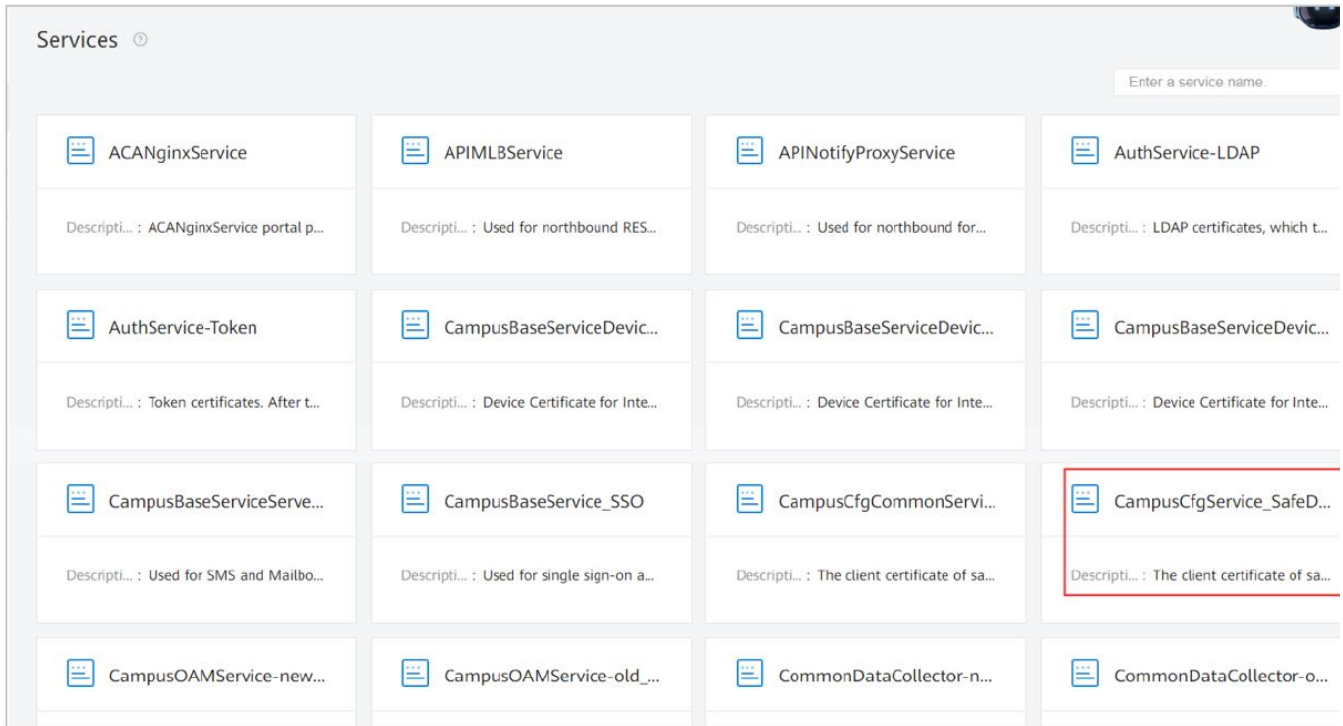 Services
Enter a service name.
ACANginxService
APIMLBService
APINotifyProxyService
AuthService-LDAP
Descripti... : ACANginxService portal p...
Descripti... : Used for northbound RES...
Descripti... : Used for northbound for...
Descripti... : LDAP certificates, which t...
AuthService-Token
CampusBaseServiceDevic...
CampusBaseServiceDevic...
CampusBaseServiceDevic...
Descripti... : Token certificates. After t...
Descripti... : Device Certificate for Inte...
Descripti... : Device Certificate for Inte...
Descripti... : Device Certificate for Inte...
CampusBaseServiceServe...
CampusBaseService_SSO
CampusCfgCommonServi...
CampusCfgService_SafeD...
Descripti... : Used for SMS and Mailbo...
Descripti... : Used for single sign-on a...
Descripti... : The client certificate of sa...
Descripti... : The client certificate of sa...
CampusOAMService-new...
CampusOAMService-old_...
CommonDataCollector-n...
CommonDataCollector-o...